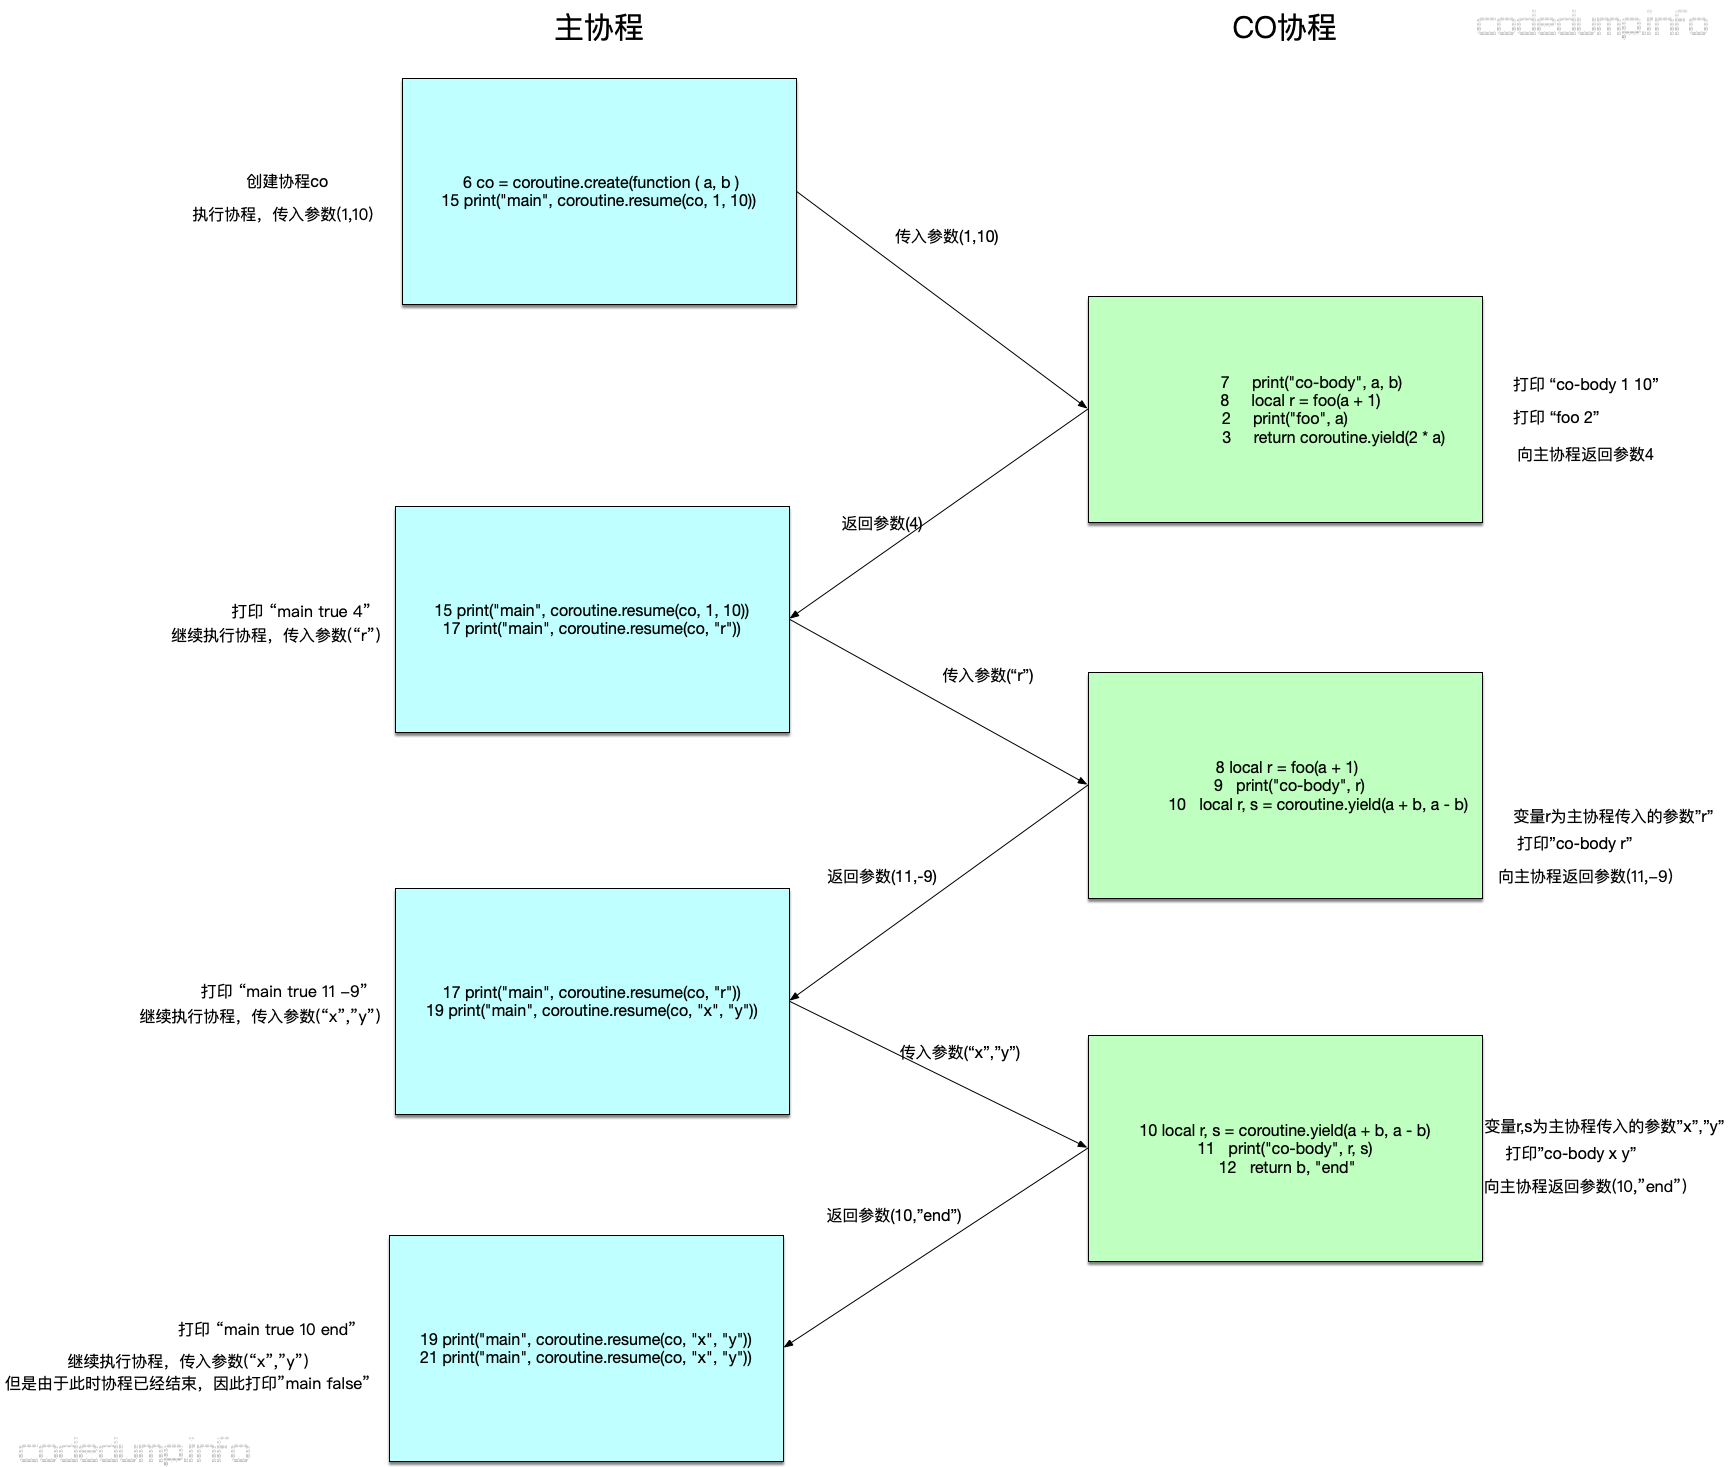 主协程
CO协程
codedump.info
创建协程co
执行协程，传入参数(1,10)
6 co = coroutine.create(function ( a, b )
15 print("main", coroutine.resume(co, 1, 10))
传入参数(1,10)
7 print("co-body", a, b)
8 local r = foo(a + 1)
2 print("foo", a)
3 return coroutine.yield(2 * a)
打印 “co-body 1 10”
打印 “foo 2”
向主协程返回参数4
返回参数(4)
打印 “main true 4”
继续执行协程，传入参数(“r”)
15 print("main", coroutine.resume(co, 1, 10))
17 print("main", coroutine.resume(co, "r"))
传入参数(“r”)
8 local r = foo(a + 1)
9 print("co-body", r)
10 local r, s = coroutine.yield(a + b, a - b)
变量r为主协程传入的参数”r”
打印”co-body r”
向主协程返回参数(11,–9)
返回参数(11,-9)
打印 “main true 11 –9”
继续执行协程，传入参数(“x”,”y”)
17 print("main", coroutine.resume(co, "r"))
19 print("main", coroutine.resume(co, "x", "y"))
传入参数(“x”,”y”)
10 local r, s = coroutine.yield(a + b, a - b)
11 print("co-body", r, s)
12 return b, "end"
变量r,s为主协程传入的参数”x”,”y”
打印”co-body x y”
向主协程返回参数(10,”end”)
返回参数(10,”end”)
打印 “main true 10 end”
继续执行协程，传入参数(“x”,”y”)
但是由于此时协程已经结束，因此打印”main false”
19 print("main", coroutine.resume(co, "x", "y"))
21 print("main", coroutine.resume(co, "x", "y"))
codedump.info